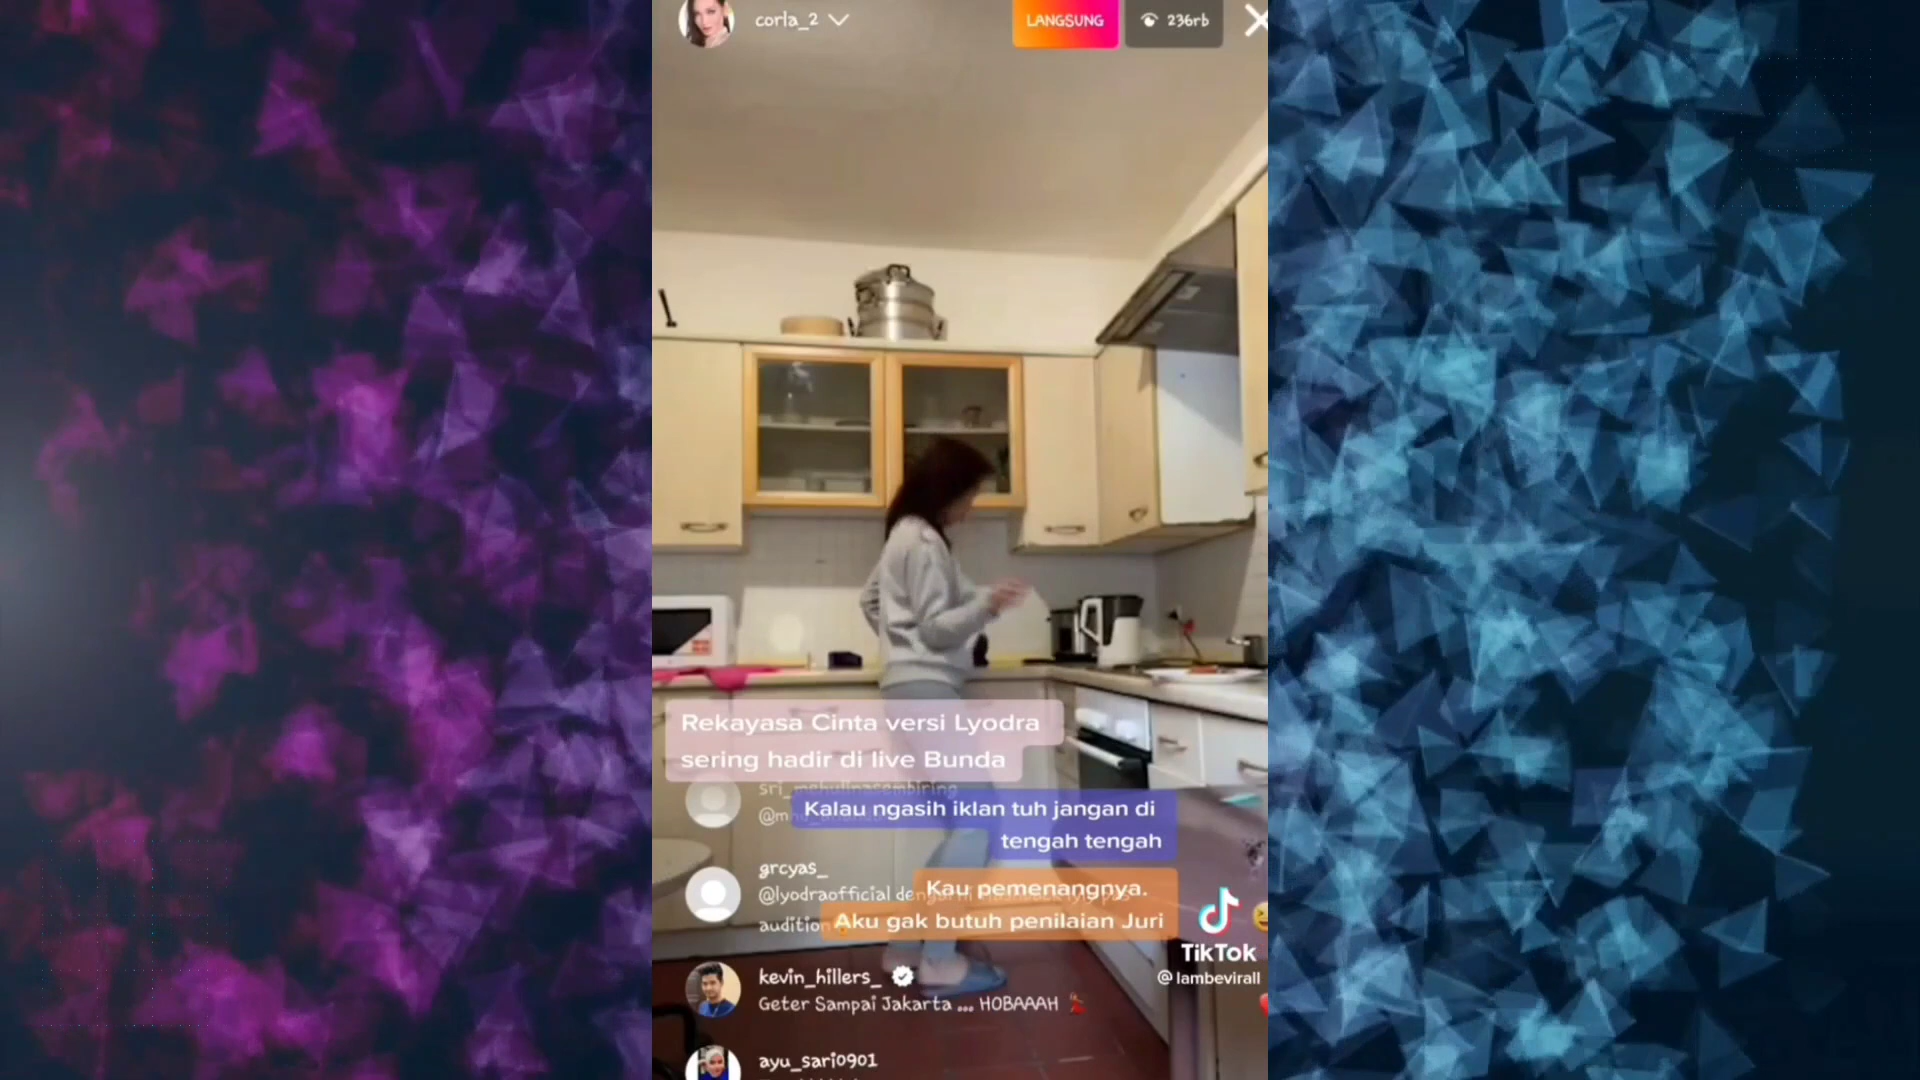 corla_2
LANGSUNG
236rb
Rekayasa Cinta versi Lyodra
sering hadir di live Bunda
Kalau ngasih iklan tuh jangan di
tengah tengah
grcyas_
@lyodraofficial
Kau pemenangnya.
audition
Aku gak butuh penilaian Juri
TikTok
@lambevirall
kevin_hillers_
Geter Sampai Jakarta ... HOBAAAH
ayu_sari0901